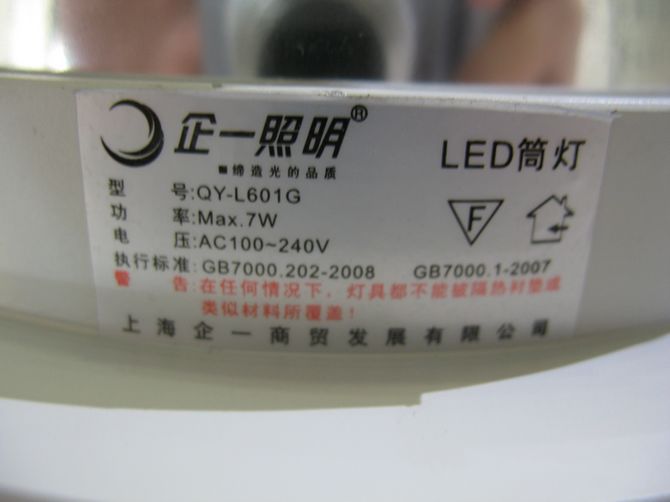 企一照明®
缔造光的品质
LED筒灯
型 号:QY-L601G
功 率:Max.7W
电 压:AC100~240V
F
执行标准:GB7000.202-2008 GB7000.1-2007
警 告:在任何情况下,灯具都不能被隔热衬垫或
类似材料所覆盖!
上海企一商贸发展有限公司